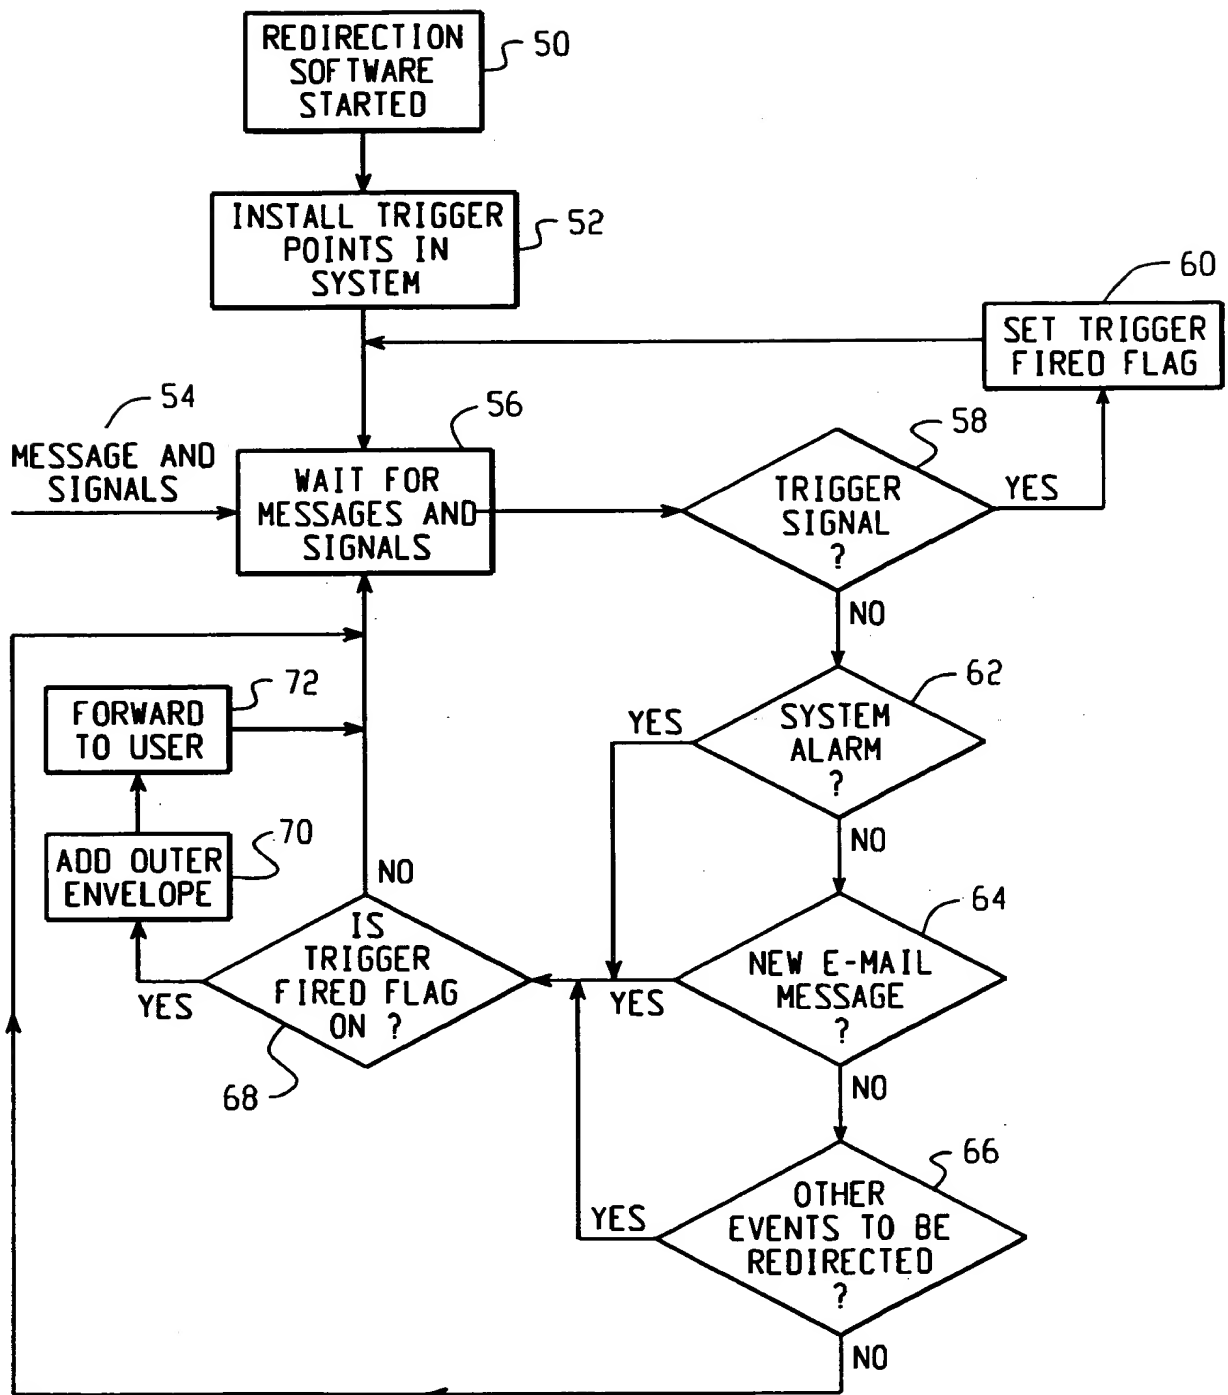 REDIRECTION
SOFTWARE
STARTED
50
INSTALL TRIGGER
POINTS IN
SYSTEM
52
60
SET TRIGGER
FIRED FLAG
54
MESSAGE AND
SIGNALS
56
WAIT FOR
MESSAGES AND
SIGNALS
58
TRIGGER
SIGNAL
?
YES
NO
62
SYSTEM
ALARM
?
YES
NO
72
FORWARD
TO USER
70
ADD OUTER
ENVELOPE
NO
IS
TRIGGER
FIRED FLAG
ON ?
YES
68
64
NEW E-MAIL
MESSAGE
?
YES
NO
66
OTHER
EVENTS TO BE
REDIRECTED
?
YES
NO